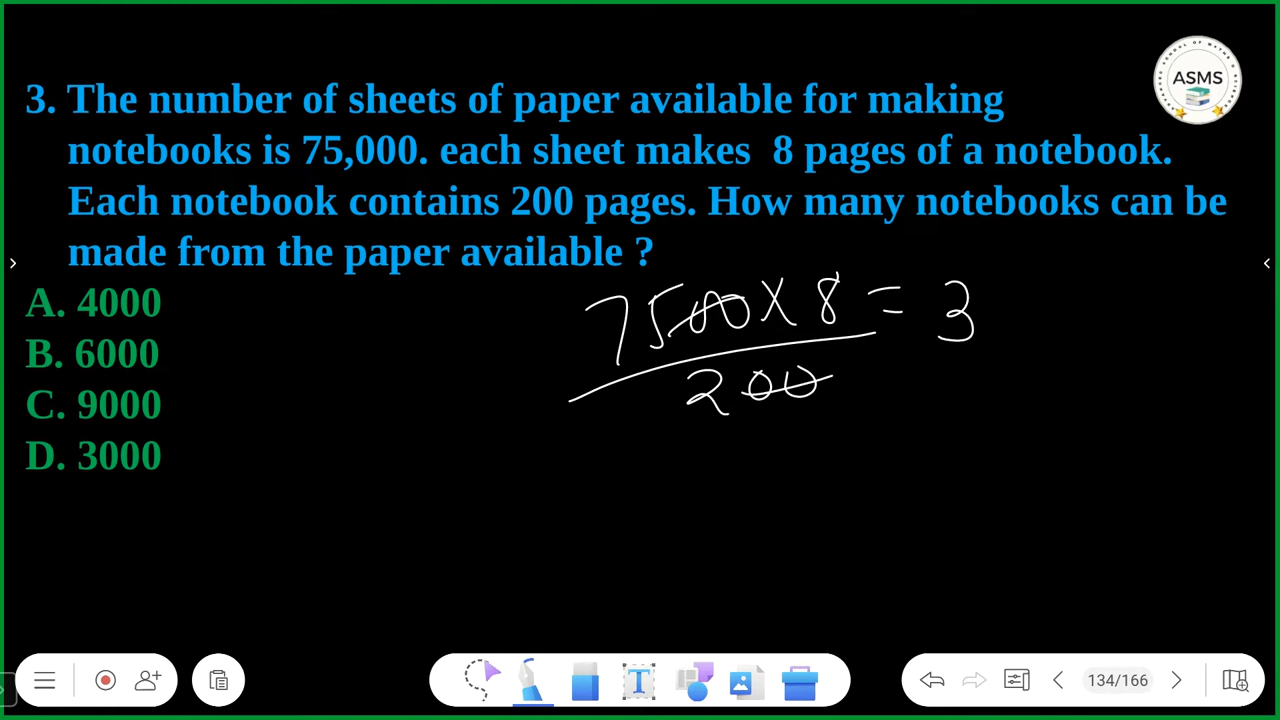 ASMS
3. The number of sheets of paper available for making
notebooks is 75,000. each sheet makes 8 pages of a notebook.
Each notebook contains 200 pages. How many notebooks can be
made from the paper available ?
A. 4000
B. 6000
C. 9000
D. 3000
7500 X 8 = 3
200
T
134/166